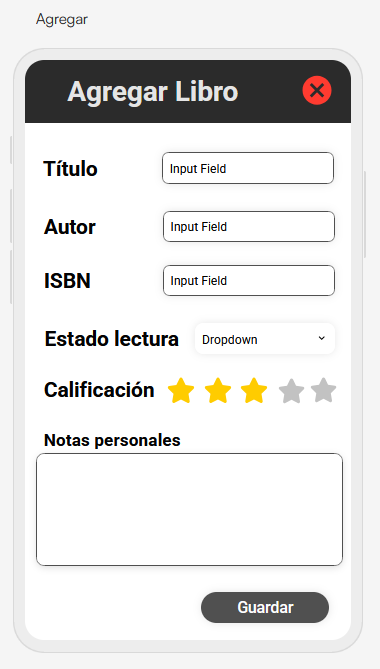 Agregar
Agregar Libro
Título Input Field
Autor Input Field
ISBN Input Field
Estado lectura Dropdown
Calificación
Notas personales
Guardar